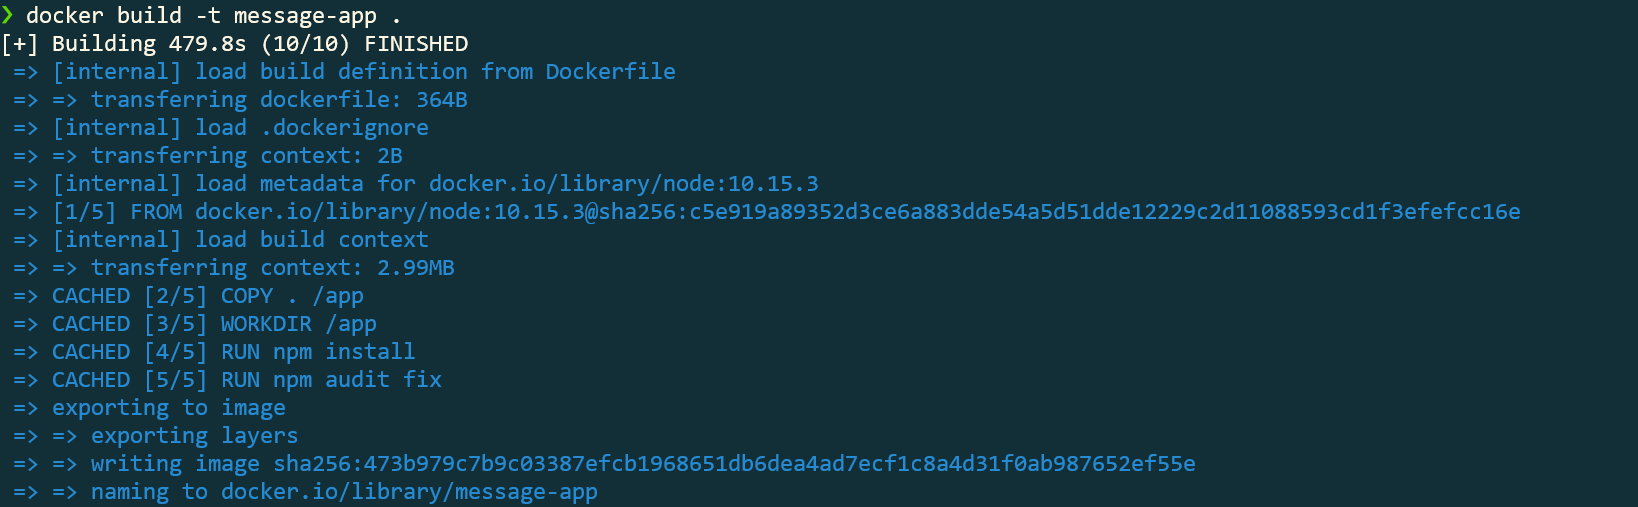 ❯ docker build -t message-app .
[+] Building 479.8s (10/10) FINISHED
=> [internal] load build definition from Dockerfile
=> => transferring dockerfile: 364B
=> [internal] load .dockerignore
=> => transferring context: 2B
=> [internal] load metadata for docker.io/library/node:10.15.3
=> [1/5] FROM docker.io/library/node:10.15.3@sha256:c5e919a89352d3ce6a883dde54a5d51dde12229c2d11088593cd1f3efefcc16e
=> [internal] load build context
=> => transferring context: 2.99MB
=> CACHED [2/5] COPY . /app
=> CACHED [3/5] WORKDIR /app
=> CACHED [4/5] RUN npm install
=> CACHED [5/5] RUN npm audit fix
=> exporting to image
=> => exporting layers
=> => writing image sha256:473b979c7b9c03387efcb1968651db6dea4ad7ecf1c8a4d31f0ab987652ef55e
=> => naming to docker.io/library/message-app